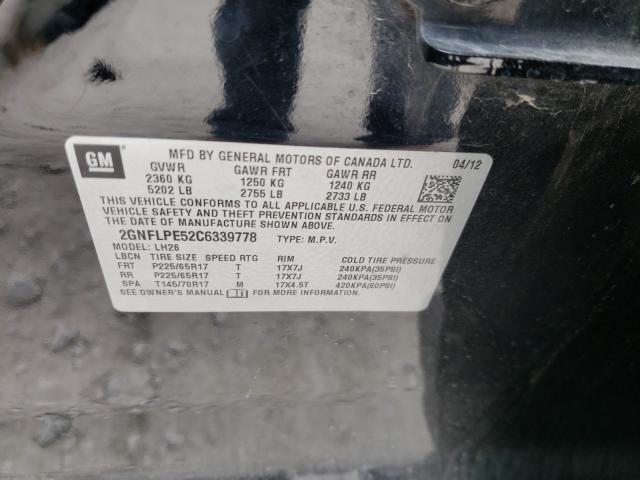 GM
MFD BY GENERAL MOTORS OF CANADA LTD. 04/12
GVWR GAWR FRT GAWR RR
2360 KG 1250 KG 1240 KG
5202 LB 2755 LB 2733 LB
THIS VEHICLE CONFORMS TO ALL APPLICABLE U.S. FEDERAL MOTOR
VEHICLE SAFETY AND THEFT PREVENTION STANDARDS IN EFFECT ON
THE DATE OF MANUFACTURE SHOWN ABOVE.
2GNFLPE52C6339778 TYPE: M.P.V.
MODEL: LH26
LBCN TIRE SIZE SPEED RTG RIM COLD TIRE PRESSURE
FRT P225/65R17 T 17X7J 240KPA(35PSI)
RR P225/65R17 T 17X7J 240KPA(35PSI)
SPA T145/70R17 M 17X4.5T 420KPA(60PSI)
SEE OWNER'S MANUAL FOR MORE INFORMATION.